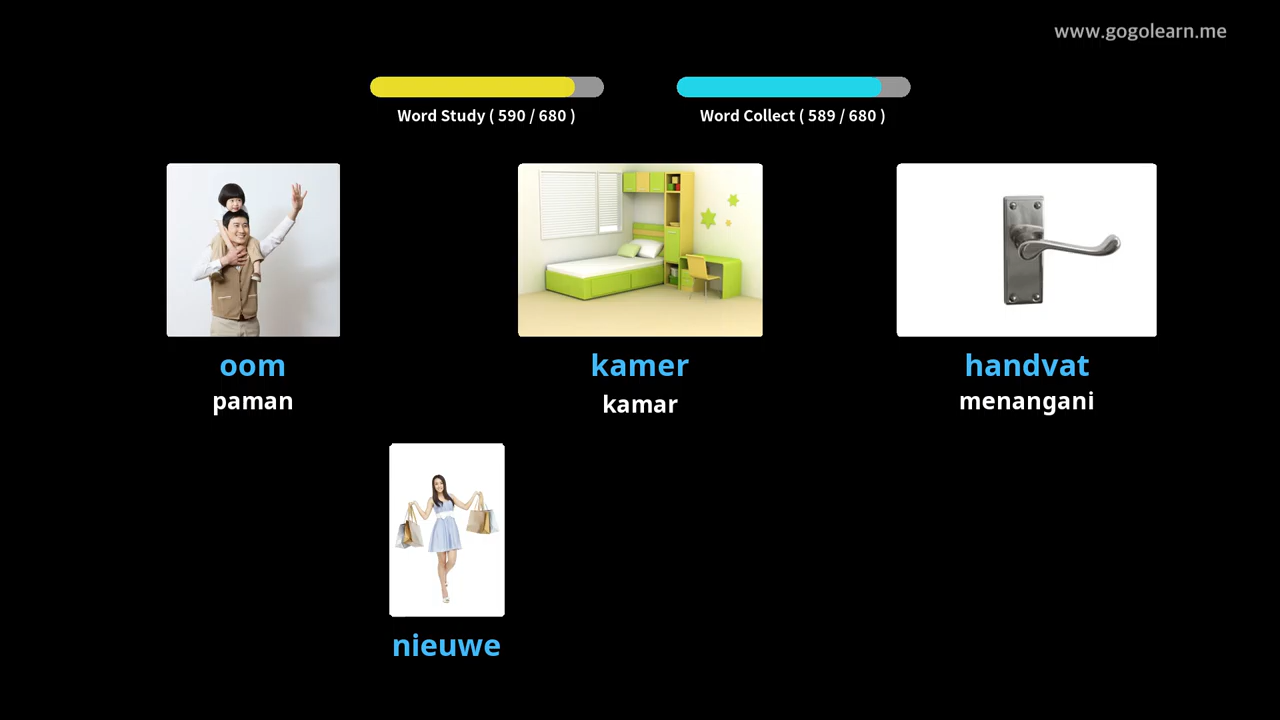 www.gogolearn.me
Word Study ( 590 / 680 )
Word Collect ( 589 / 680 )
oom
paman
kamer
kamar
handvat
menangani
nieuwe